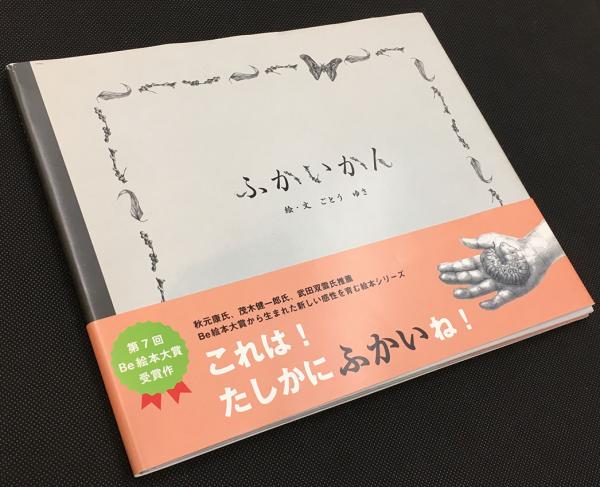 ふかいかん
絵・文 ごとう ゆさ
秋元康氏、茂木健一郎氏、武田双雲氏推薦
Be絵本大賞から生まれた新しい感性を育む絵本シリーズ
第7回
Be絵本大賞
受賞作
これは！
たしかにふかいね！